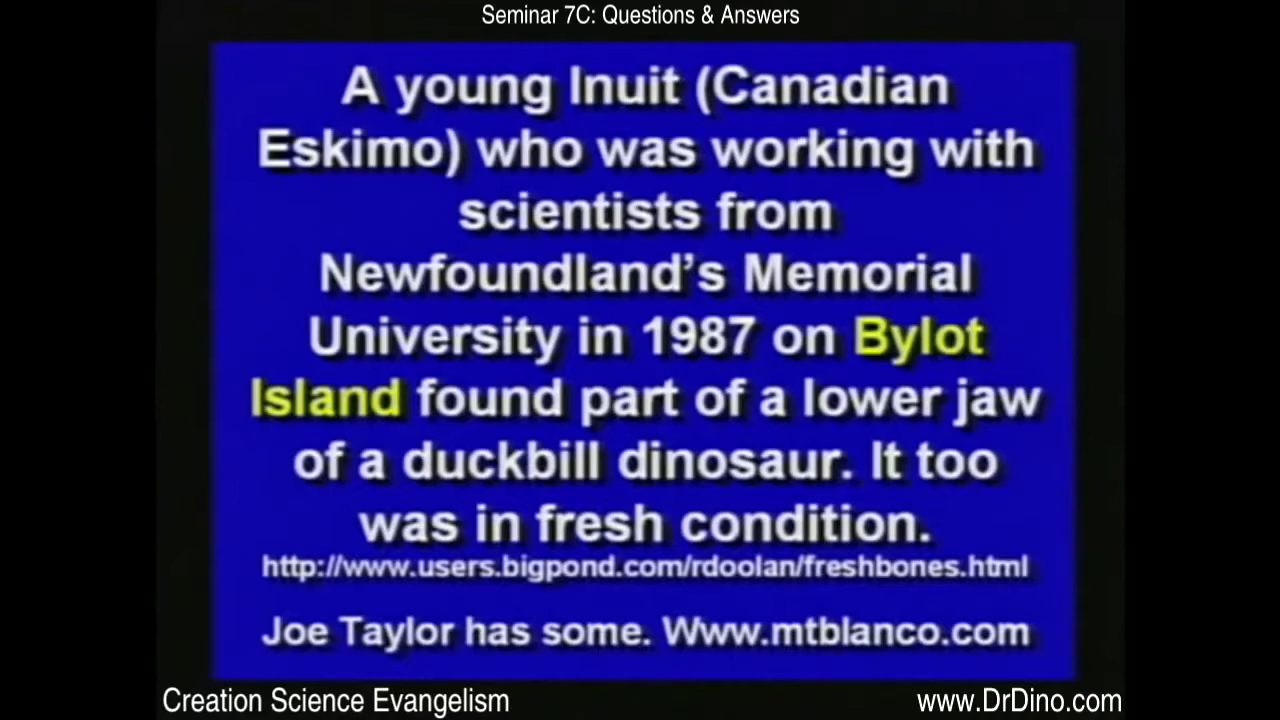 Seminar 7C: Questions & Answers
A young Inuit (Canadian
Eskimo) who was working with
scientists from
Newfoundland’s Memorial
University in 1987 on Bylot
Island found part of a lower jaw
of a duckbill dinosaur. It too
was in fresh condition.
http://www.users.bigpond.com/rdoolan/freshbones.html
Joe Taylor has some. Www.mtblanco.com
Creation Science Evangelism
www.DrDino.com